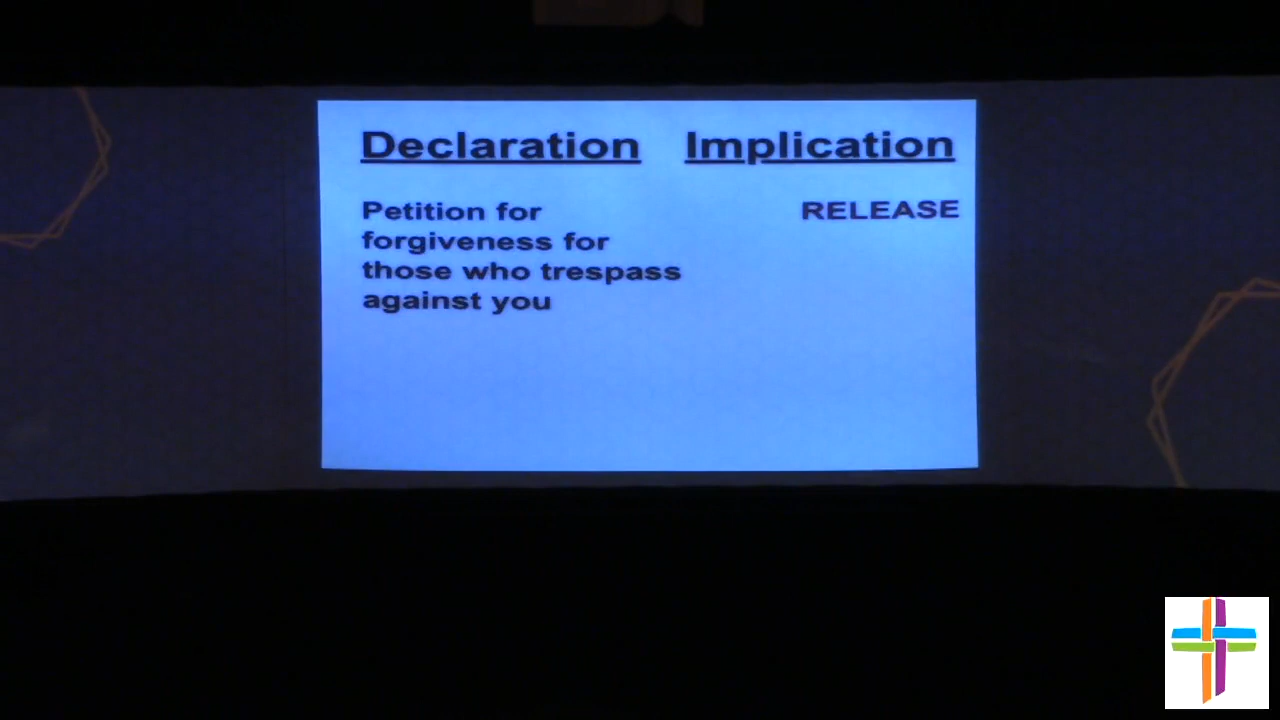 Declaration Implication
Petition for RELEASE
forgiveness for
those who trespass
against you